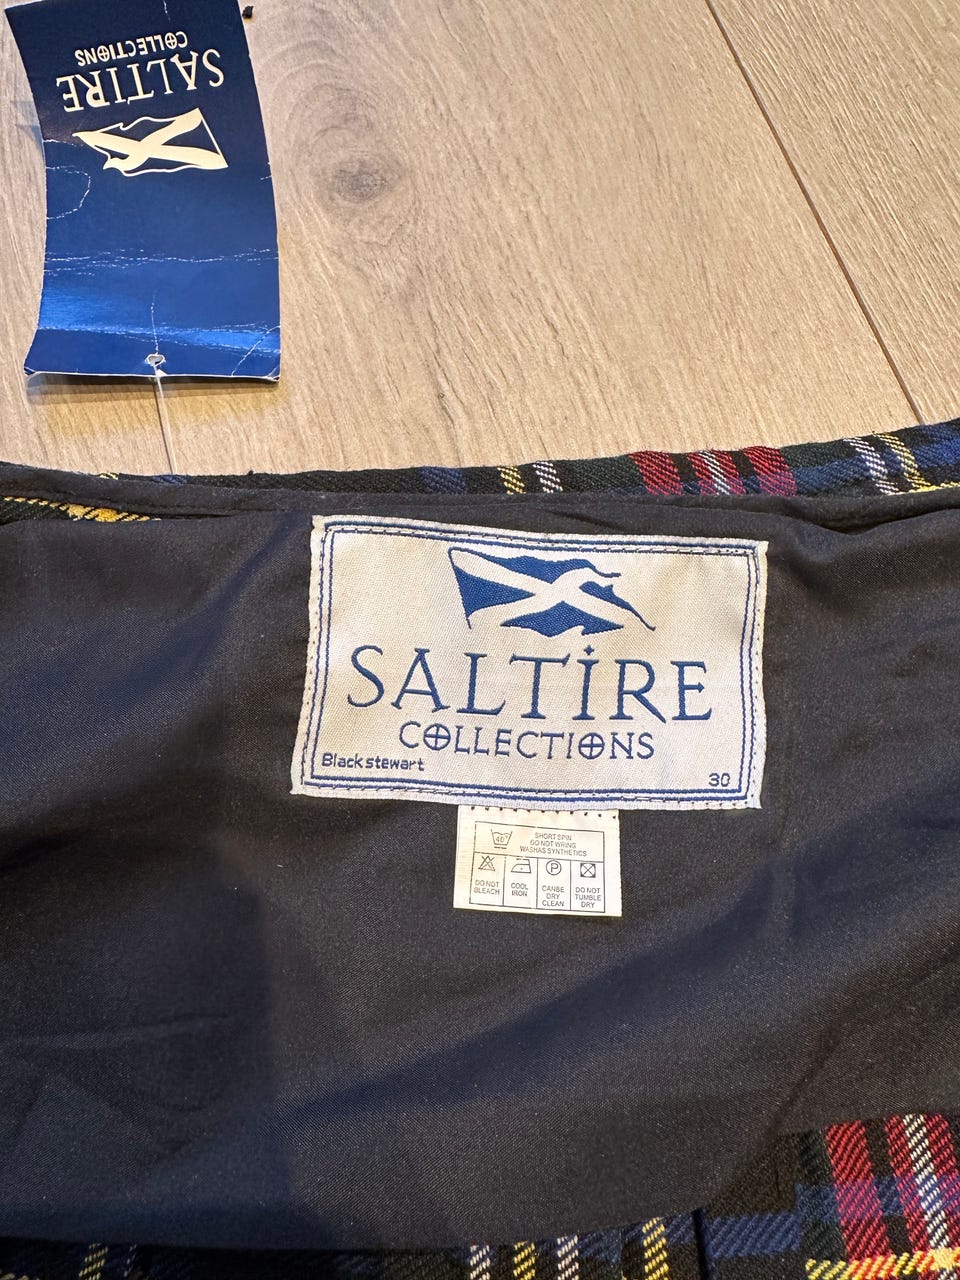 SALTIRE
COLLECTIONS
SALTIRE
COLLECTIONS
Blackstewart 30
40°
SHORT SPIN
DO NOT WRING
WASHAS SYNTHETICS
P
DO NOT
BLEACH
COOL
IRON
CANBE
DRY
CLEAN
DO NOT
TUMBLE
DRY